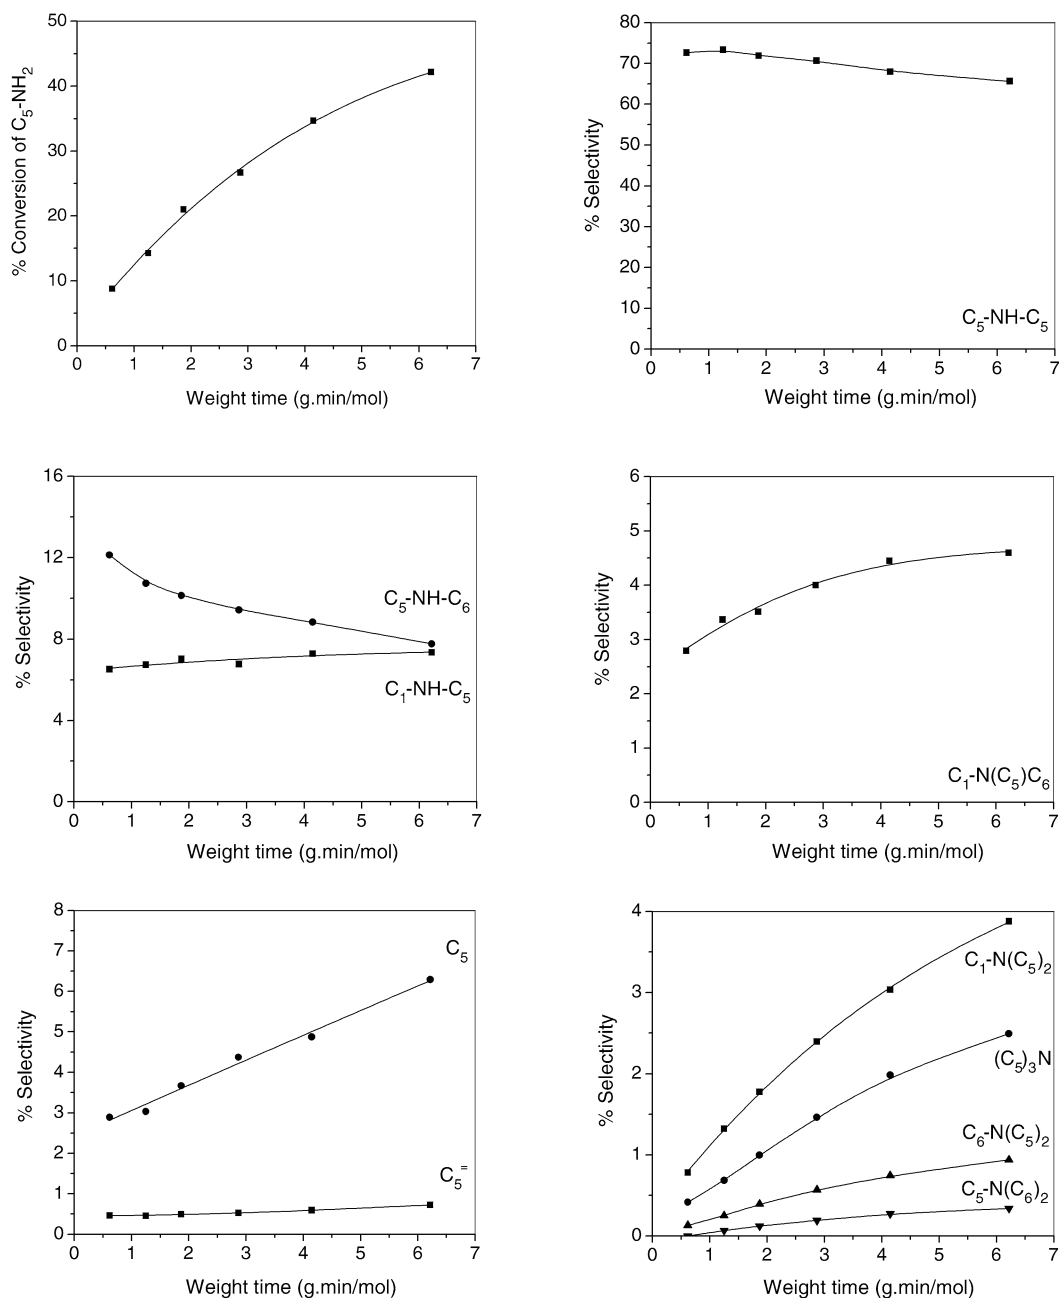 50
40
30
20
10
0
0 1 2 3 4 5 6 7
% Conversion of C5-NH2
Weight time (g.min/mol)
80
70
60
50
40
30
20
10
0
0 1 2 3 4 5 6 7
% Selectivity
C5-NH-C5
Weight time (g.min/mol)
16
12
8
4
0
0 1 2 3 4 5 6 7
% Selectivity
C5-NH-C6
C1-NH-C5
Weight time (g.min/mol)
6
5
4
3
2
1
0
0 1 2 3 4 5 6 7
% Selectivity
C1-N(C5)C6
Weight time (g.min/mol)
8
7
6
5
4
3
2
1
0
0 1 2 3 4 5 6 7
% Selectivity
C5
C5=
Weight time (g.min/mol)
4
3
2
1
0
0 1 2 3 4 5 6 7
% Selectivity
C1-N(C5)2
(C5)3N
C6-N(C5)2
C5-N(C6)2
Weight time (g.min/mol)